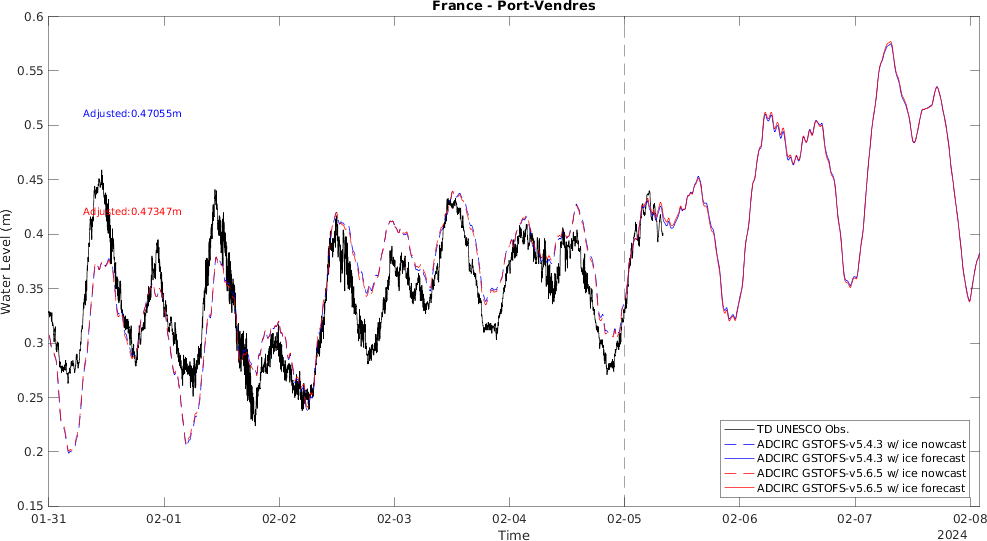 France - Port-Vendres
0.6
0.55
0.5
0.45
0.4
0.35
0.3
0.25
0.2
0.15
Water Level (m)
Adjusted:0.47055m
Adjusted:0.47347m
TD UNESCO Obs.
ADCIRC GSTOFS-v5.4.3 w/ ice nowcast
ADCIRC GSTOFS-v5.4.3 w/ ice forecast
ADCIRC GSTOFS-v5.6.5 w/ ice nowcast
ADCIRC GSTOFS-v5.6.5 w/ ice forecast
01-31 02-01 02-02 02-03 02-04 02-05 02-06 02-07 02-08
Time
2024